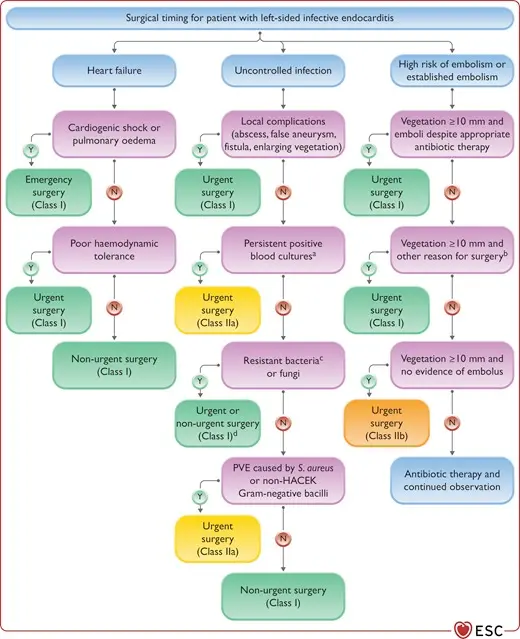 Surgical timing for patient with left-sided infective endocarditis
Heart failure
Cardiogenic shock or
pulmonary oedema
Y
Emergency
surgery
(Class I)
N
Poor haemodynamic
tolerance
Y
Urgent
surgery
(Class I)
N
Non-urgent surgery
(Class I)
Uncontrolled infection
Local complications
(abscess, false aneurysm,
fistula, enlarging vegetation)
Y
Urgent
surgery
(Class I)
N
Persistent positive
blood culturesᵃ
Y
Urgent
surgery
(Class IIa)
N
Resistant bacteriaᶜ
or fungi
Y
Urgent or
non-urgent surgery
(Class I)ᵈ
N
PVE caused by S. aureus
or non-HACEK
Gram-negative bacilli
Y
Urgent
surgery
(Class IIa)
N
Non-urgent surgery
(Class I)
High risk of embolism or
established embolism
Vegetation ≥10 mm and
emboli despite appropriate
antibiotic therapy
Y
Urgent
surgery
(Class I)
N
Vegetation ≥10 mm and
other reason for surgeryᵇ
Y
Urgent
surgery
(Class I)
N
Vegetation ≥10 mm and
no evidence of embolus
Y
Urgent
surgery
(Class IIb)
N
Antibiotic therapy and
continued observation
ESC